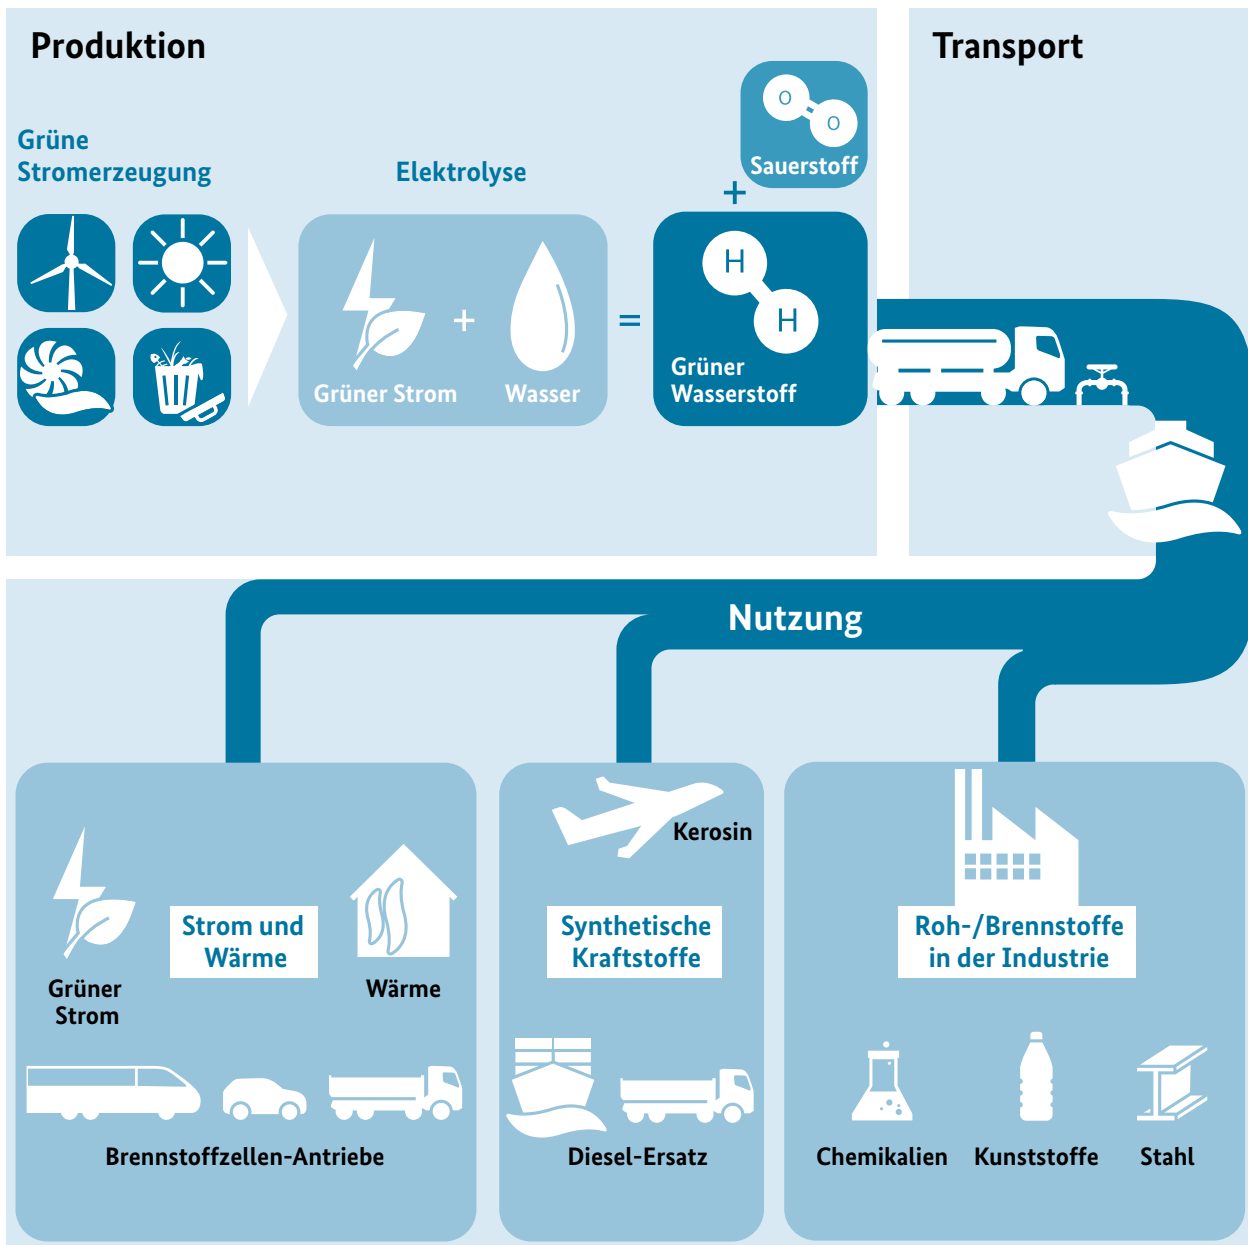 Produktion
Grüne
Stromerzeugung
Elektrolyse
Grüner Strom
+
Wasser
=
H
H
Grüner
Wasserstoff
+
O
O
Sauerstoff
Transport
Nutzung
Grüner
Strom
Strom und
Wärme
Wärme
Brennstoffzellen-Antriebe
Kerosin
Synthetische
Kraftstoffe
Diesel-Ersatz
Roh-/Brennstoffe
in der Industrie
Chemikalien
Kunststoffe
Stahl